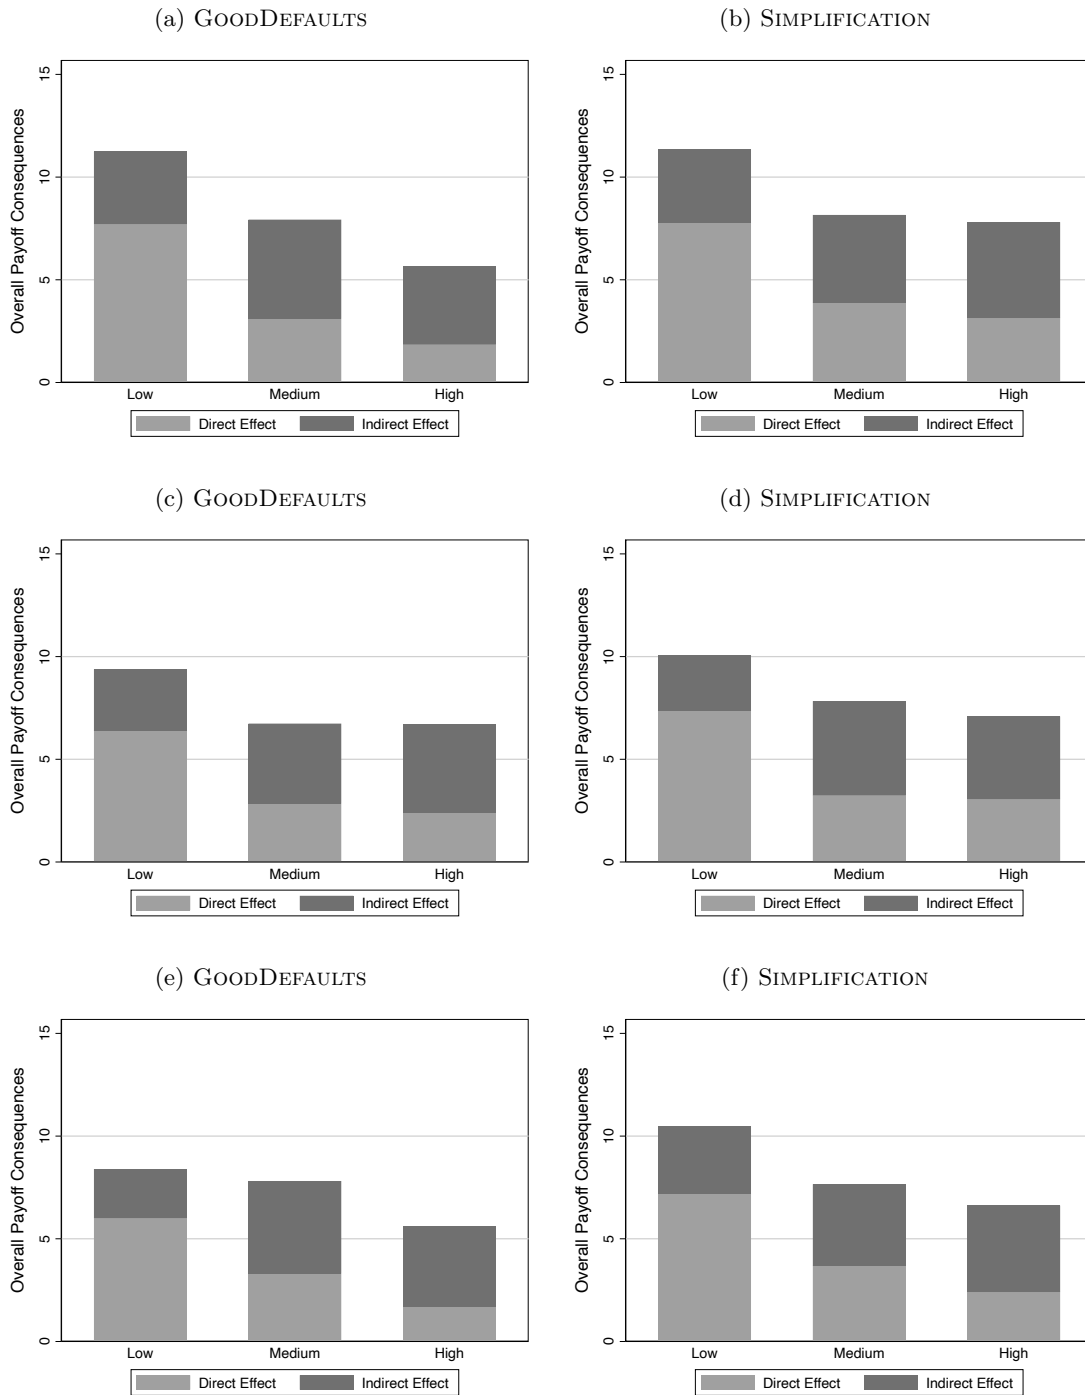 (a) GOODDEFAULTS
(b) SIMPLIFICATION
Overall Payoff Consequences
15
10
5
0
Low Medium High
Direct Effect Indirect Effect
Overall Payoff Consequences
15
10
5
0
Low Medium High
Direct Effect Indirect Effect
(c) GOODDEFAULTS
(d) SIMPLIFICATION
Overall Payoff Consequences
15
10
5
0
Low Medium High
Direct Effect Indirect Effect
Overall Payoff Consequences
15
10
5
0
Low Medium High
Direct Effect Indirect Effect
(e) GOODDEFAULTS
(f) SIMPLIFICATION
Overall Payoff Consequences
15
10
5
0
Low Medium High
Direct Effect Indirect Effect
Overall Payoff Consequences
15
10
5
0
Low Medium High
Direct Effect Indirect Effect